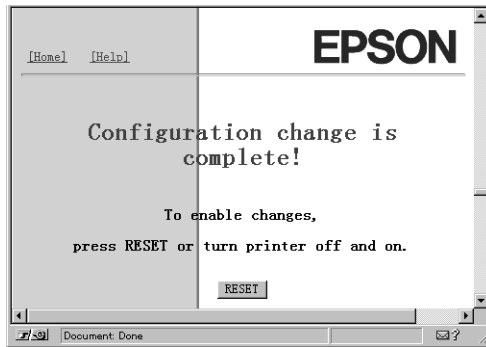 [Home] [Help]
EPSON
Configuration change is
complete!
To enable changes,
press RESET or turn printer off and on.
RESET
Document: Done